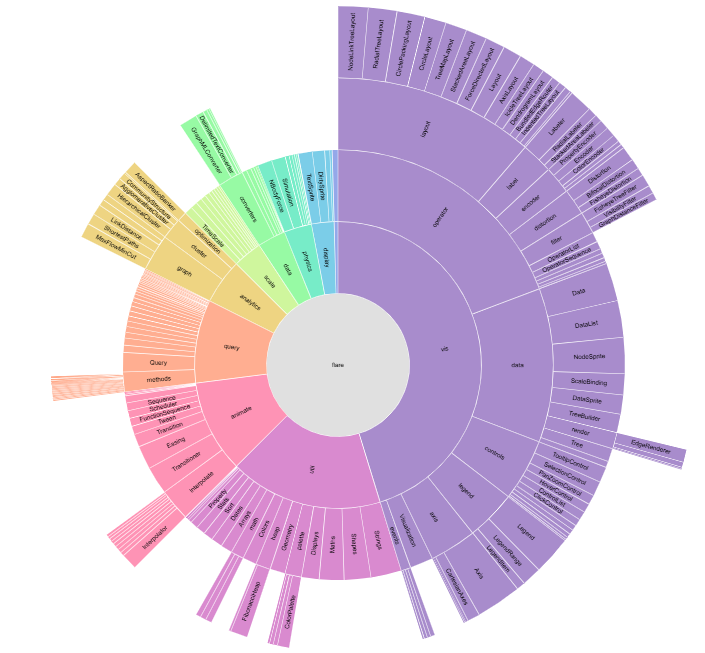 flare
vis
operator
layout
NodeLinkTreeLayout
RadialTreeLayout
CirclePackingLayout
CircleLayout
TreeMapLayout
StackedAreaLayout
ForceDirectedLayout
Layout
AxisLayout
IcicleTreeLayout
DendrogramLayout
BundledEdgeRouter
IndentedTreeLayout
label
Labeler
RadialLabeler
StackedAreaLabeler
encoder
PropertyEncoder
Encoder
ColorEncoder
distortion
Distortion
BifocalDistortion
FisheyeDistortion
filter
FisheyeTreeFilter
VisibilityFilter
GraphDistanceFilter
OperatorList
OperatorSequence
data
Data
DataList
NodeSprite
ScaleBinding
DataSprite
TreeBuilder
render
EdgeRenderer
Tree
controls
TooltipControl
SelectionControl
PanZoomControl
HoverControl
ControlList
ClickControl
legend
Legend
LegendRange
LegendItem
axis
Axis
CartesianAxes
Visualization
events
util
Strings
Shapes
Maths
Displays
palette
ColorPalette
Geometry
heap
FibonacciHeap
Colors
math
Arrays
Dates
Sort
Stats
Property
animate
interpolate
Interpolator
Transitioner
Easing
Transition
Tween
FunctionSequence
Scheduler
Sequence
query
methods
Query
analytics
graph
MaxFlowMinCut
ShortestPaths
LinkDistance
cluster
HierarchicalCluster
AgglomerativeCluster
CommunityStructure
optimization
AspectRatioBanker
scale
TimeScale
data
converters
GraphMLConverter
DelimitedTextConverter
physics
NBodyForce
Simulation
display
TextSprite
DirtySprite